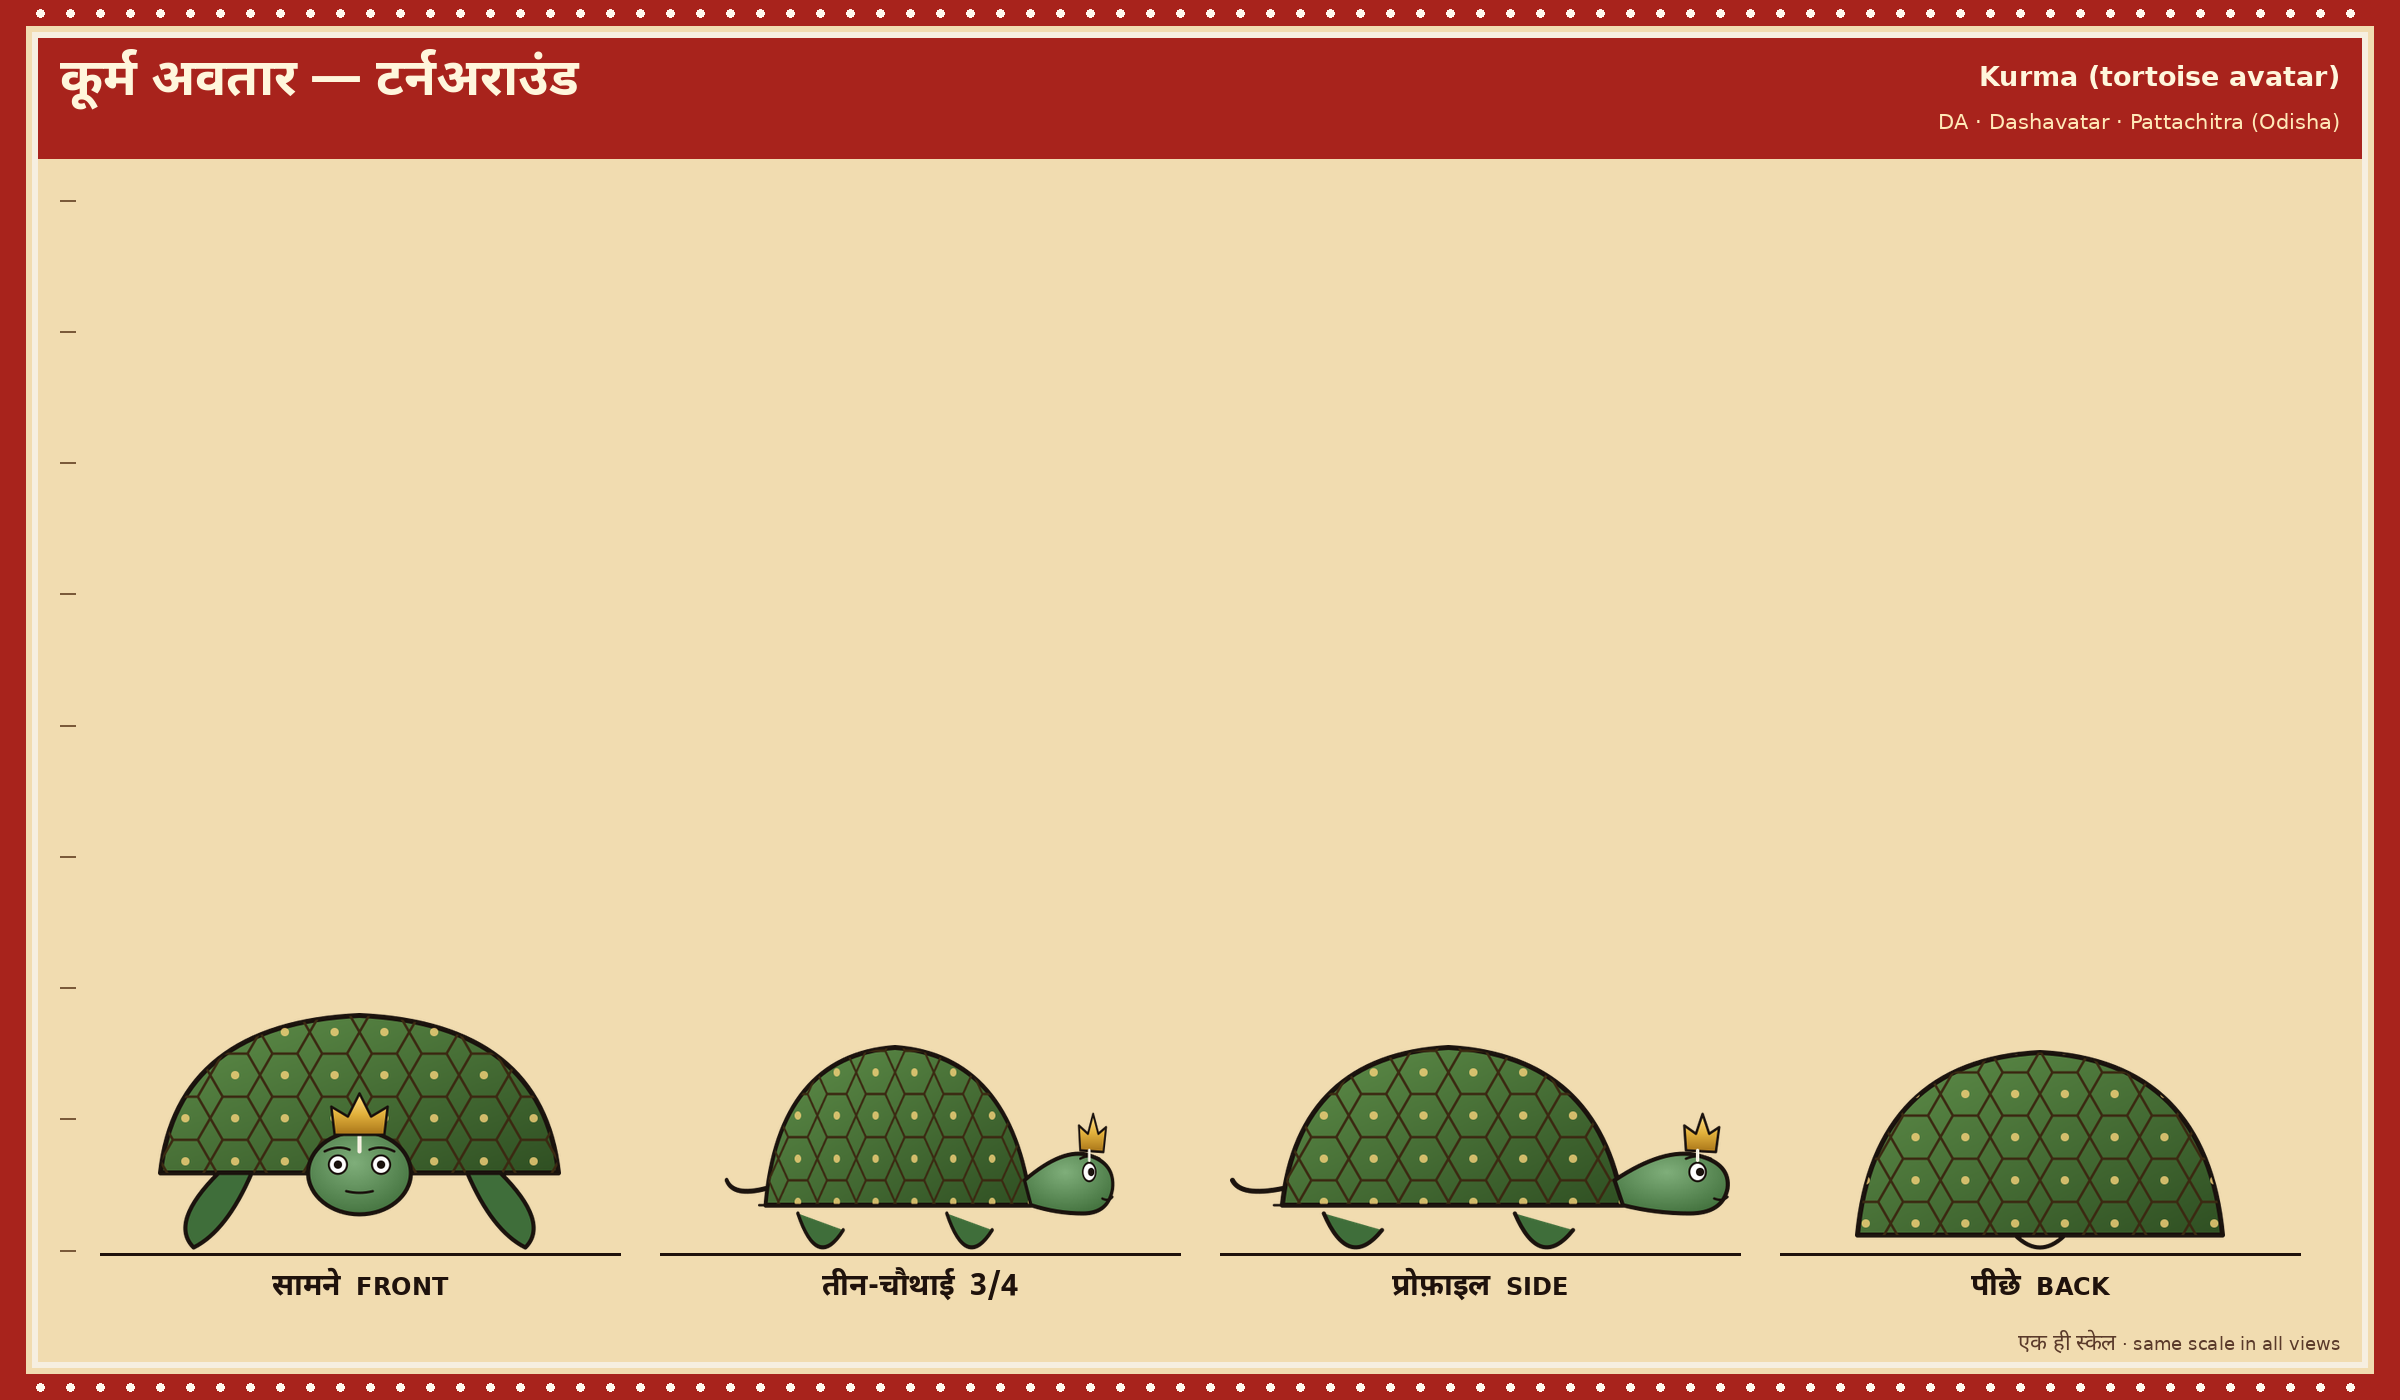 कूर्म अवतार — टर्नअराउंड
Kurma (tortoise avatar)
DA · Dashavatar · Pattachitra (Odisha)
सामने FRONT
तीन-चौथाई 3/4
प्रोफ़ाइल SIDE
पीछे BACK
एक ही स्केल · same scale in all views